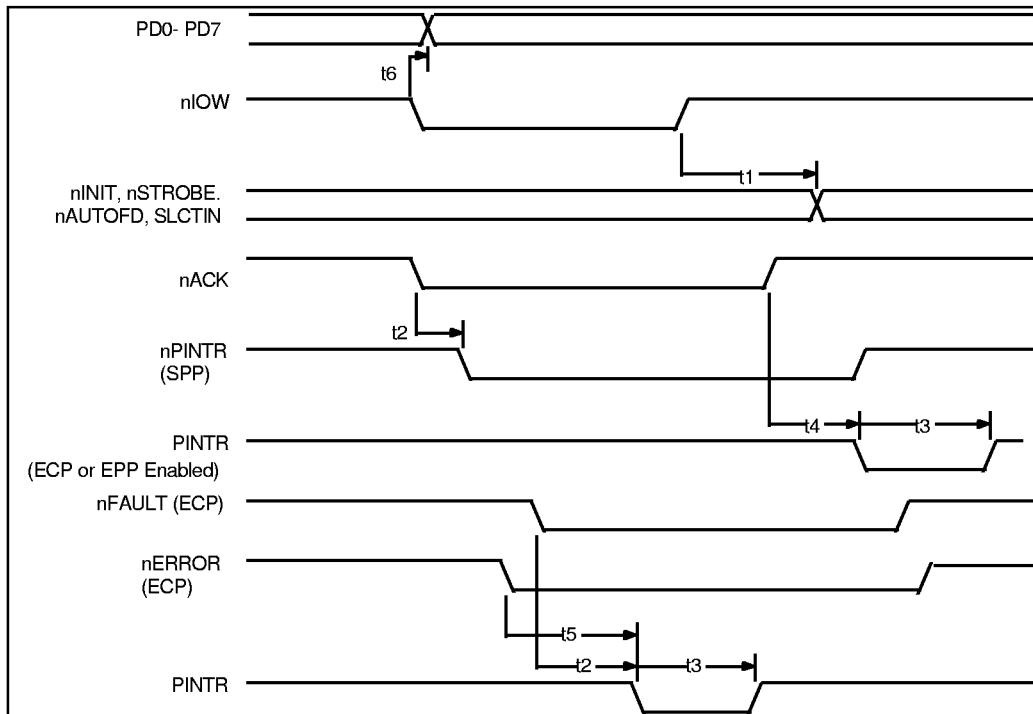 PD0- PD7
t6
nIOW
t1
nINIT, nSTROBE.
nAUTOFD, SLCTIN
nACK
t2
nPINTR
(SPP)
t4
t3
PINTR
(ECP or EPP Enabled)
nFAULT (ECP)
nERROR
(ECP)
t5
t2
t3
PINTR